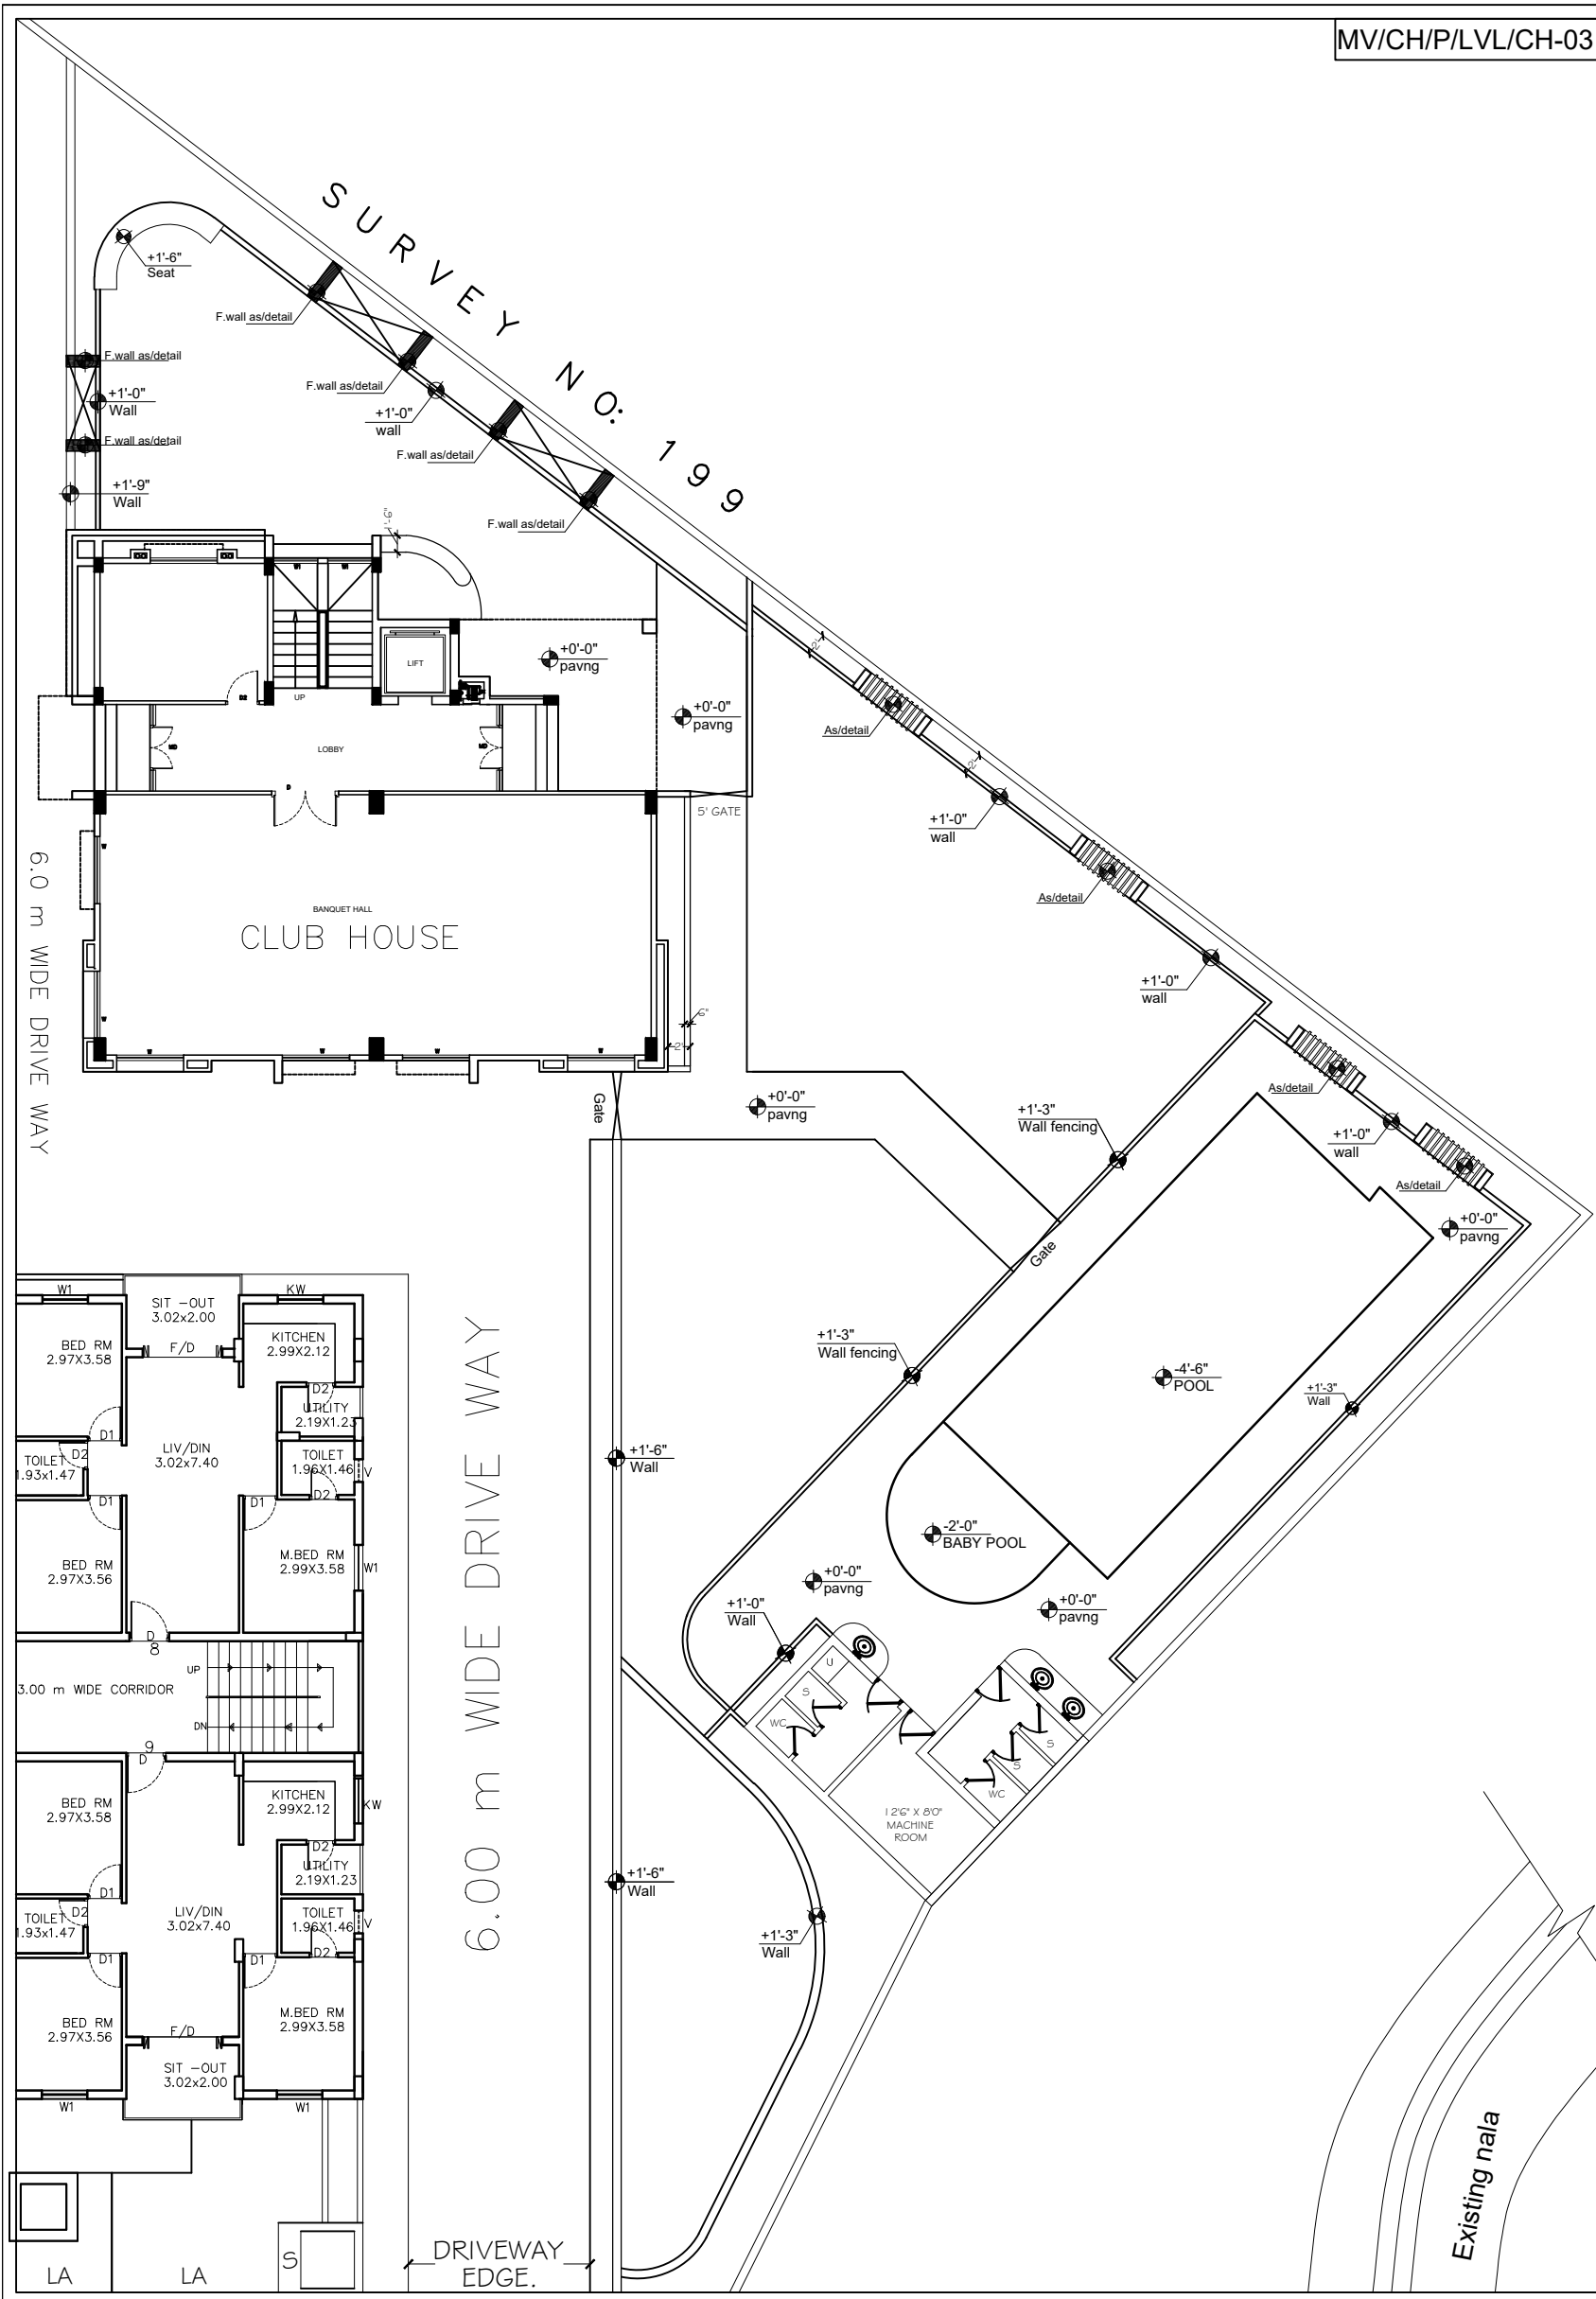 MV/CH/P/LVL/CH-03
SURVEY NO: 199
+1'-6"
Seat
F.wall as/detail
F.wall as/detail
F.wall as/detail
+1'-0"
Wall
+1'-0"
wall
F.wall as/detail
F.wall as/detail
+1'-9"
Wall
F.wall as/detail
1'-6"
W1
W1
+0'-0"
pavng
LIFT
2'
D2
UP
+0'-0"
pavng
As/detail
MD
LOBBY
MD
2'
D
5' GATE
+1'-0"
wall
W
As/detail
BANQUET HALL
CLUB HOUSE
6.0 m WIDE DRIVE WAY
+1'-0"
wall
W
6"
2'
W
W
W
W
Gate
+0'-0"
pavng
As/detail
+1'-3"
Wall fencing
+1'-0"
wall
As/detail
+0'-0"
pavng
Gate
W1
SIT -OUT
3.02x2.00
KW
BED RM
2.97X3.58
F/D
KITCHEN
2.99X2.12
+1'-3"
Wall fencing
-4'-6"
POOL
+1'-3"
Wall
D2
UTILITY
2.19X1.23
D1
D2
TOILET
1.93x1.47
LIV/DIN
3.02x7.40
TOILET
1.96X1.46
V
D2
D1
D1
+1'-6"
Wall
6.00 m WIDE DRIVE WAY
BED RM
2.97X3.56
M.BED RM
2.99X3.58
W1
-2'-0"
BABY POOL
+0'-0"
pavng
+1'-0"
Wall
+0'-0"
pavng
D
8
UP
3.00 m WIDE CORRIDOR
DN
U
S
WC
S
S
WC
9
D
BED RM
2.97X3.58
KITCHEN
2.99X2.12
KW
12'6" X 8'0"
MACHINE
ROOM
D2
UTILITY
2.19X1.23
+1'-6"
Wall
D1
D2
TOILET
1.93x1.47
LIV/DIN
3.02x7.40
TOILET
1.96X1.46
V
D2
D1
D1
+1'-3"
Wall
BED RM
2.97X3.56
F/D
M.BED RM
2.99X3.58
SIT -OUT
3.02x2.00
W1
W1
Existing nala
LA
LA
S
DRIVEWAY
EDGE.